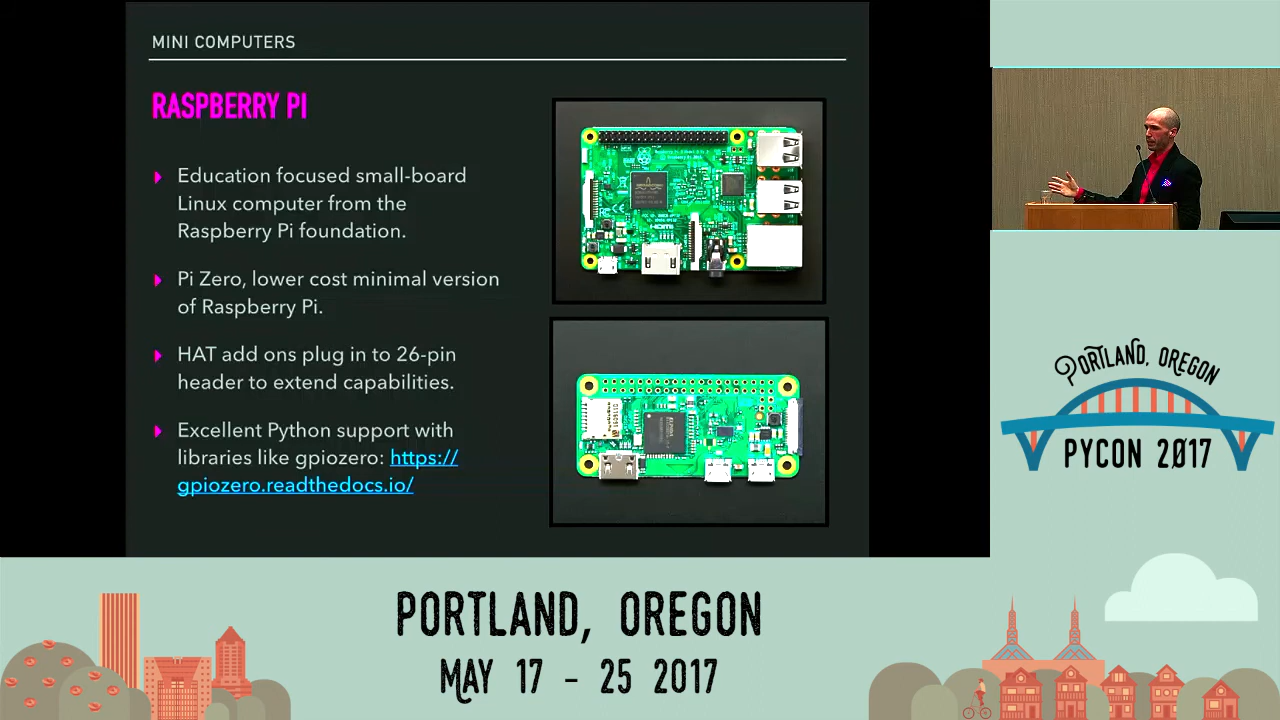 MINI COMPUTERS
RASPBERRY PI
Education focused small-board
Linux computer from the
Raspberry Pi foundation.
Pi Zero, lower cost minimal version
of Raspberry Pi.
HAT add ons plug in to 26-pin
header to extend capabilities.
Excellent Python support with
libraries like gpiozero: https://
gpiozero.readthedocs.io/
HDMI
PORTLAND, OREGON
PYCON 2017
PORTLAND, OREGON
MAY 17 - 25 2017